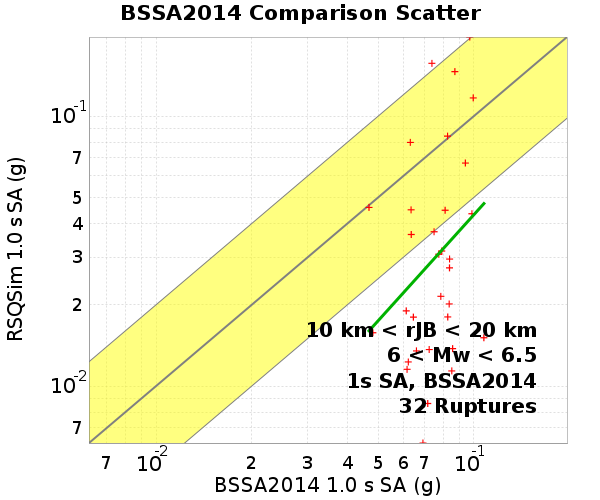 BSSA2014 Comparison Scatter
RSQSim 1.0 s SA (g)
10^-1
7
5
4
3
2
10^-2
7
10 km < rJB < 20 km
6 < Mw < 6.5
1s SA, BSSA2014
32 Ruptures
7 10^-2 2 3 4 5 6 7 10^-1
BSSA2014 1.0 s SA (g)